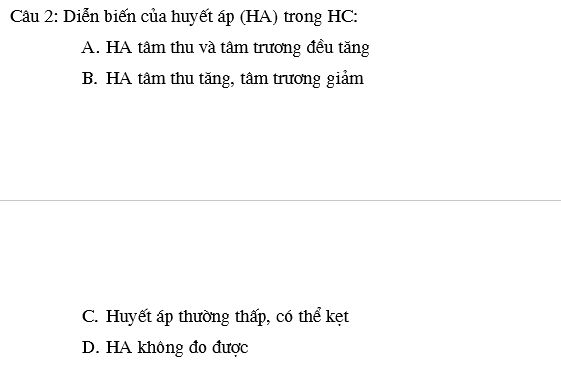 Câu 2: Diễn biến của huyết áp (HA) trong HC:
A. HA tâm thu và tâm trương đều tăng
B. HA tâm thu tăng, tâm trương giảm
C. Huyết áp thường thấp, có thể kẹt
D. HA không đo được